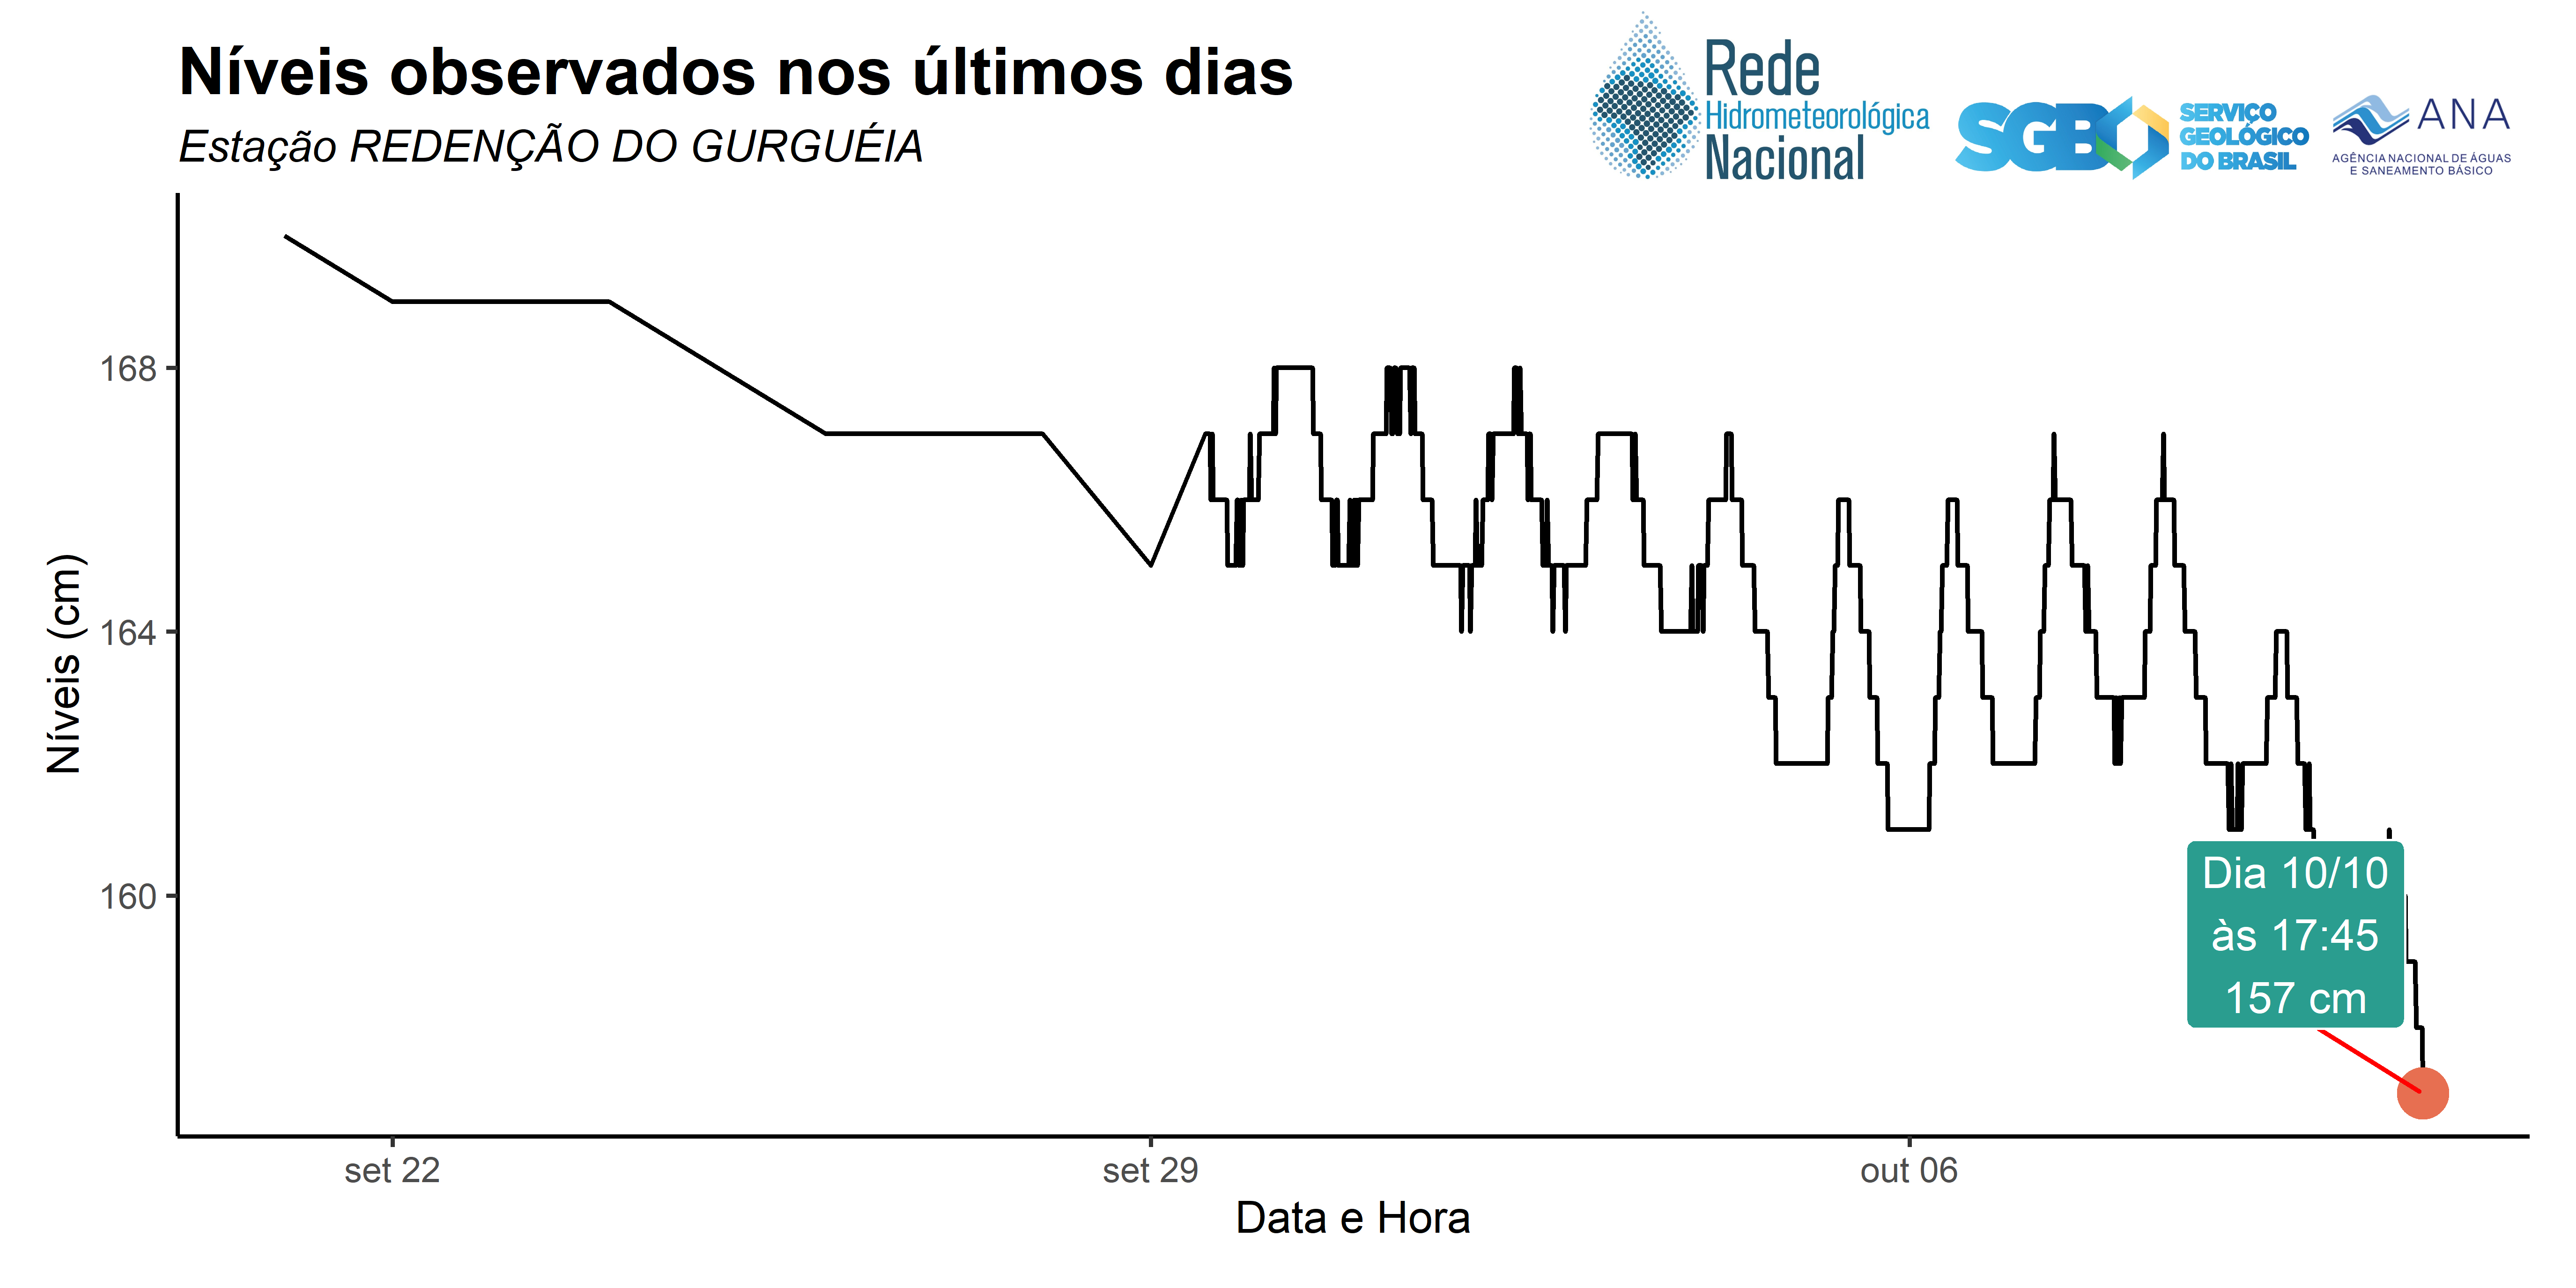 Níveis observados nos últimos dias
Estação REDENÇÃO DO GURGUÉIA
Rede
Hidrometeorológica
Nacional
SGB
SERVIÇO
GEOLÓGICO
DO BRASIL
ANA
AGÊNCIA NACIONAL DE ÁGUAS
E SANEAMENTO BÁSICO
Níveis (cm)
168
164
160
Dia 10/10
às 17:45
157 cm
set 22
set 29
out 06
Data e Hora